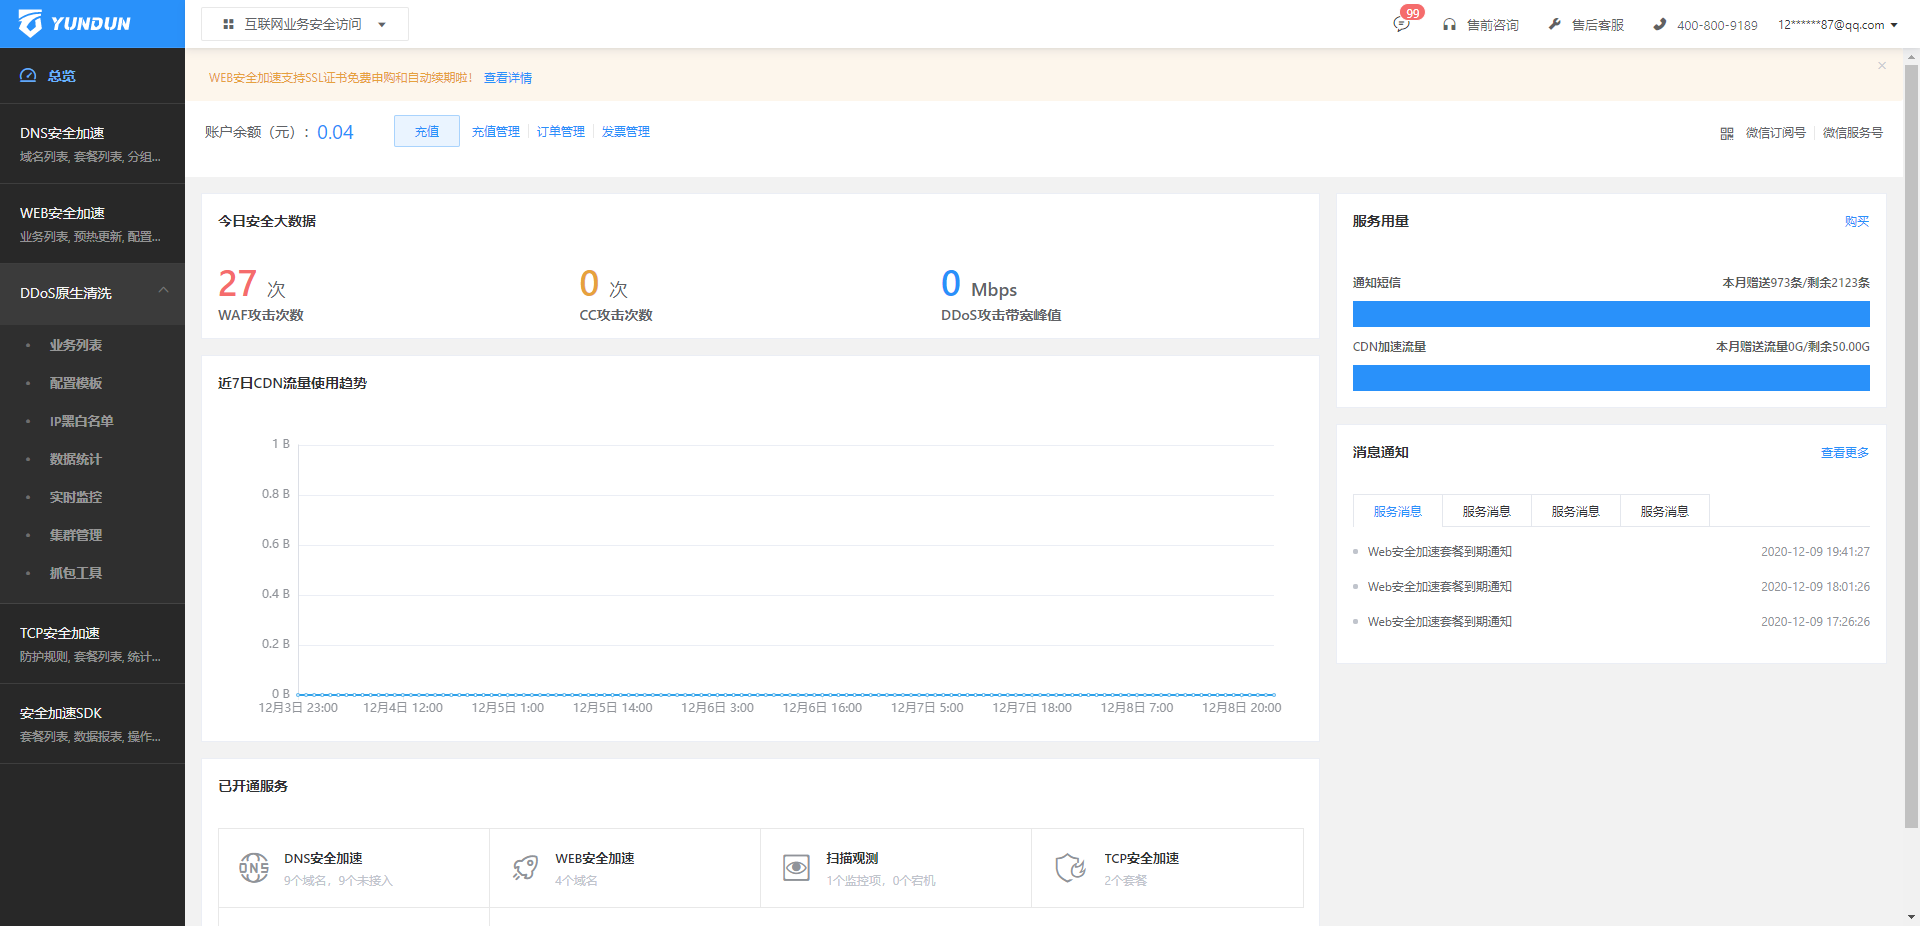 YUNDUN
互联网业务安全访问
99
售前咨询
售后客服
400-800-9189
12******87@qq.com
总览
DNS安全加速
域名列表, 套餐列表, 分组...
WEB安全加速
业务列表, 预热更新, 配置...
DDoS原生清洗
业务列表
配置模板
IP黑白名单
数据统计
实时监控
集群管理
抓包工具
TCP安全加速
防护规则, 套餐列表, 统计...
安全加速SDK
套餐列表, 数据报表, 操作...
WEB安全加速支持SSL证书免费申购和自动续期啦! 查看详情
账户余额（元）: 0.04 充值 充值管理 订单管理 发票管理
微信订阅号 微信服务号
今日安全大数据
27 次
WAF攻击次数
0 次
CC攻击次数
0 Mbps
DDoS攻击带宽峰值
近7日CDN流量使用趋势
1 B
0.8 B
0.6 B
0.4 B
0.2 B
0 B
12月3日 23:00 12月4日 12:00 12月5日 1:00 12月5日 14:00 12月6日 3:00 12月6日 16:00 12月7日 5:00 12月7日 18:00 12月8日 7:00 12月8日 20:00
已开通服务
DNS
DNS安全加速
9个域名，9个未接入
WEB安全加速
4个域名
扫描观测
1个监控项，0个宕机
TCP安全加速
2个套餐
服务用量 购买
通知短信 本月赠送973条/剩余2123条
CDN加速流量 本月赠送流量0G/剩余50.00G
消息通知 查看更多
服务消息 服务消息 服务消息 服务消息
Web安全加速套餐到期通知 2020-12-09 19:41:27
Web安全加速套餐到期通知 2020-12-09 18:01:26
Web安全加速套餐到期通知 2020-12-09 17:26:26